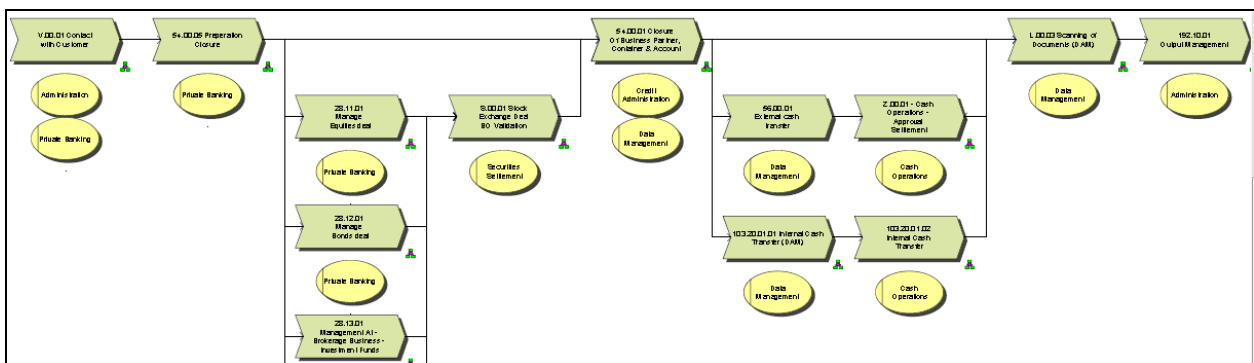 V.00.01 Contact
with Customer
Administration
Private Banking
54.00.05 Preperation
Closure
Private Banking
28.11.01
Manage
Equities deal
Private Banking
28.12.01
Manage
Bonds deal
Private Banking
28.13.01
Management AI -
Brokerage Business -
Investment Funds
S.00.01 Stock
Exchange Deal
BO Validation
Securities
Settlement
54.00.01 Closure
Of Business Partner,
Container & Account
Credit
Administration
Data
Management
56.00.01
External cash
transfer
Data
Management
Z.00.01 - Cash
Operations -
Approval
Settlement
Cash
Operations
103.20.01.01 Internal Cash
Transfer (DAM)
Data
Management
103.20.01.02
Internal Cash
Transfer
Cash
Operations
L.00.03 Scanning of
Documents (DAM)
Data
Management
192.10.01
Output Management
Administration